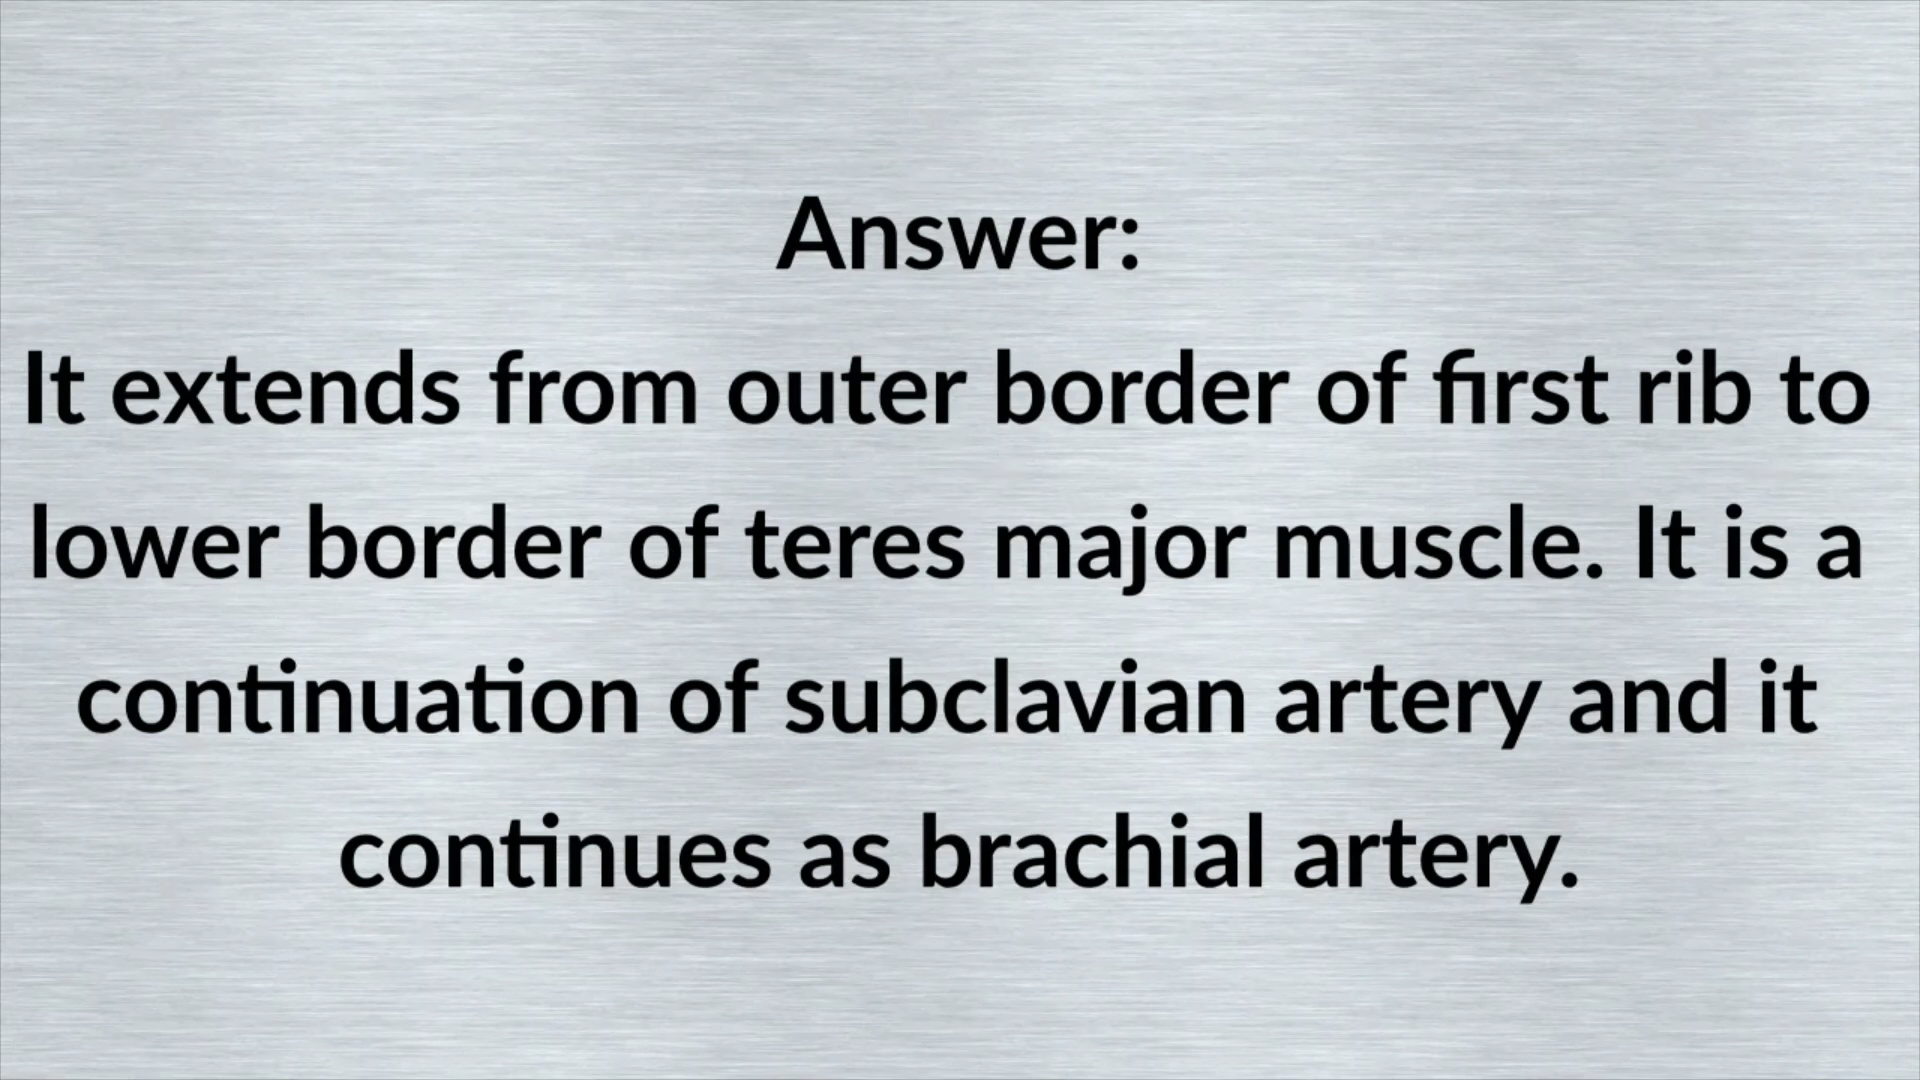 Answer:
It extends from outer border of first rib to
lower border of teres major muscle. It is a
continuation of subclavian artery and it
continues as brachial artery.